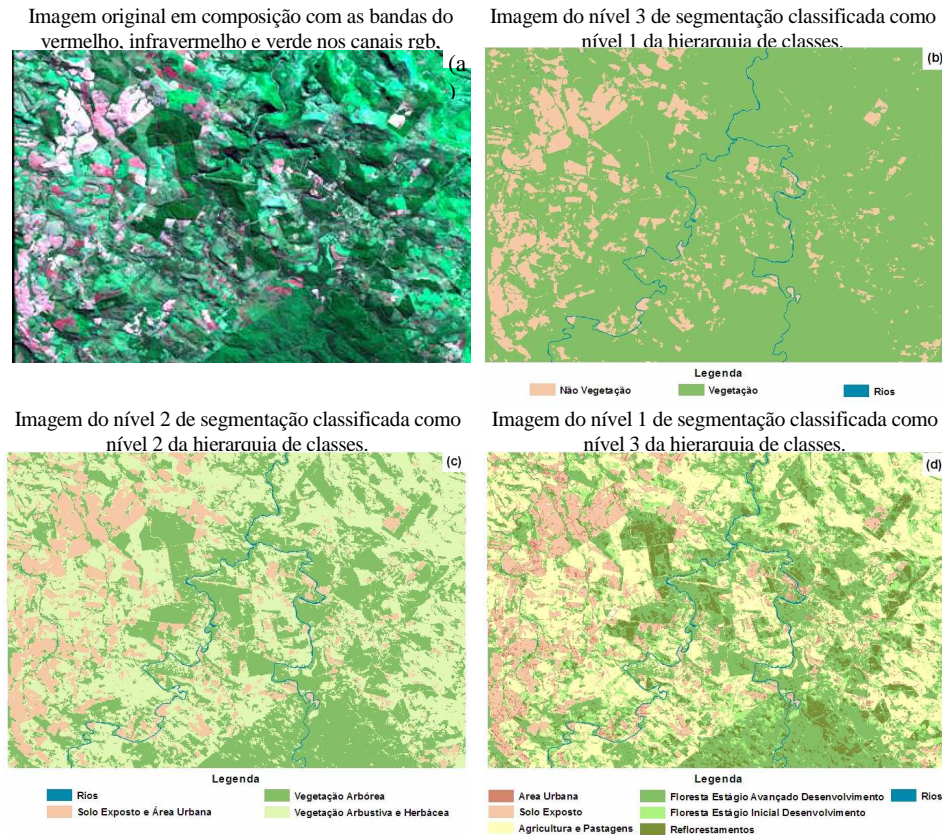 Imagem original em composição com as bandas do
vermelho, infravermelho e verde nos canais rgb,
(a
)
Imagem do nível 3 de segmentação classificada como
nível 1 da hierarquia de classes.
(b)
Legenda
Não Vegetação
Vegetação
Rios
Imagem do nível 2 de segmentação classificada como
nível 2 da hierarquia de classes.
(c)
Legenda
Rios
Vegetação Arbórea
Solo Exposto e Área Urbana
Vegetação Arbustiva e Herbácea
Imagem do nível 1 de segmentação classificada como
nível 3 da hierarquia de classes.
(d)
Legenda
Area Urbana
Floresta Estágio Avançado Desenvolvimento
Rios
Solo Exposto
Floresta Estágio Inicial Desenvolvimento
Agricultura e Pastagens
Reflorestamentos